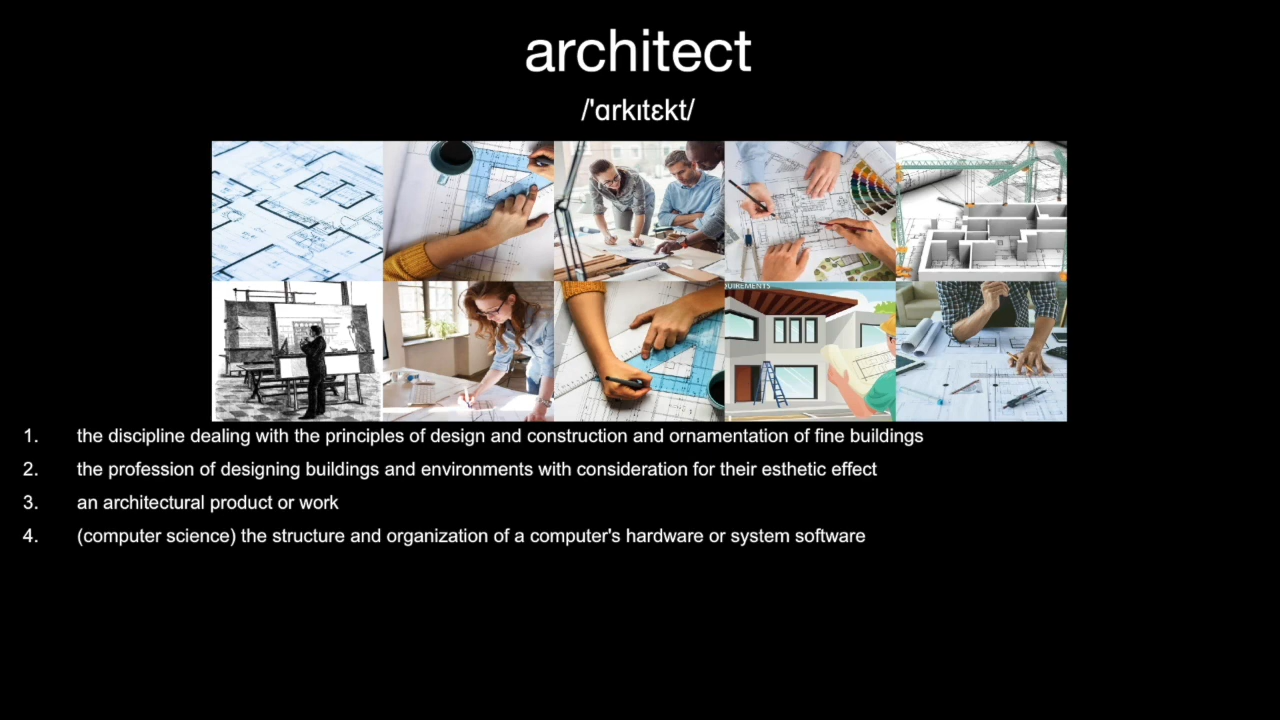 architect
/'ɑrkɪtɛkt/
UIREMENTS
1. the discipline dealing with the principles of design and construction and ornamentation of fine buildings
2. the profession of designing buildings and environments with consideration for their esthetic effect
3. an architectural product or work
4. (computer science) the structure and organization of a computer's hardware or system software